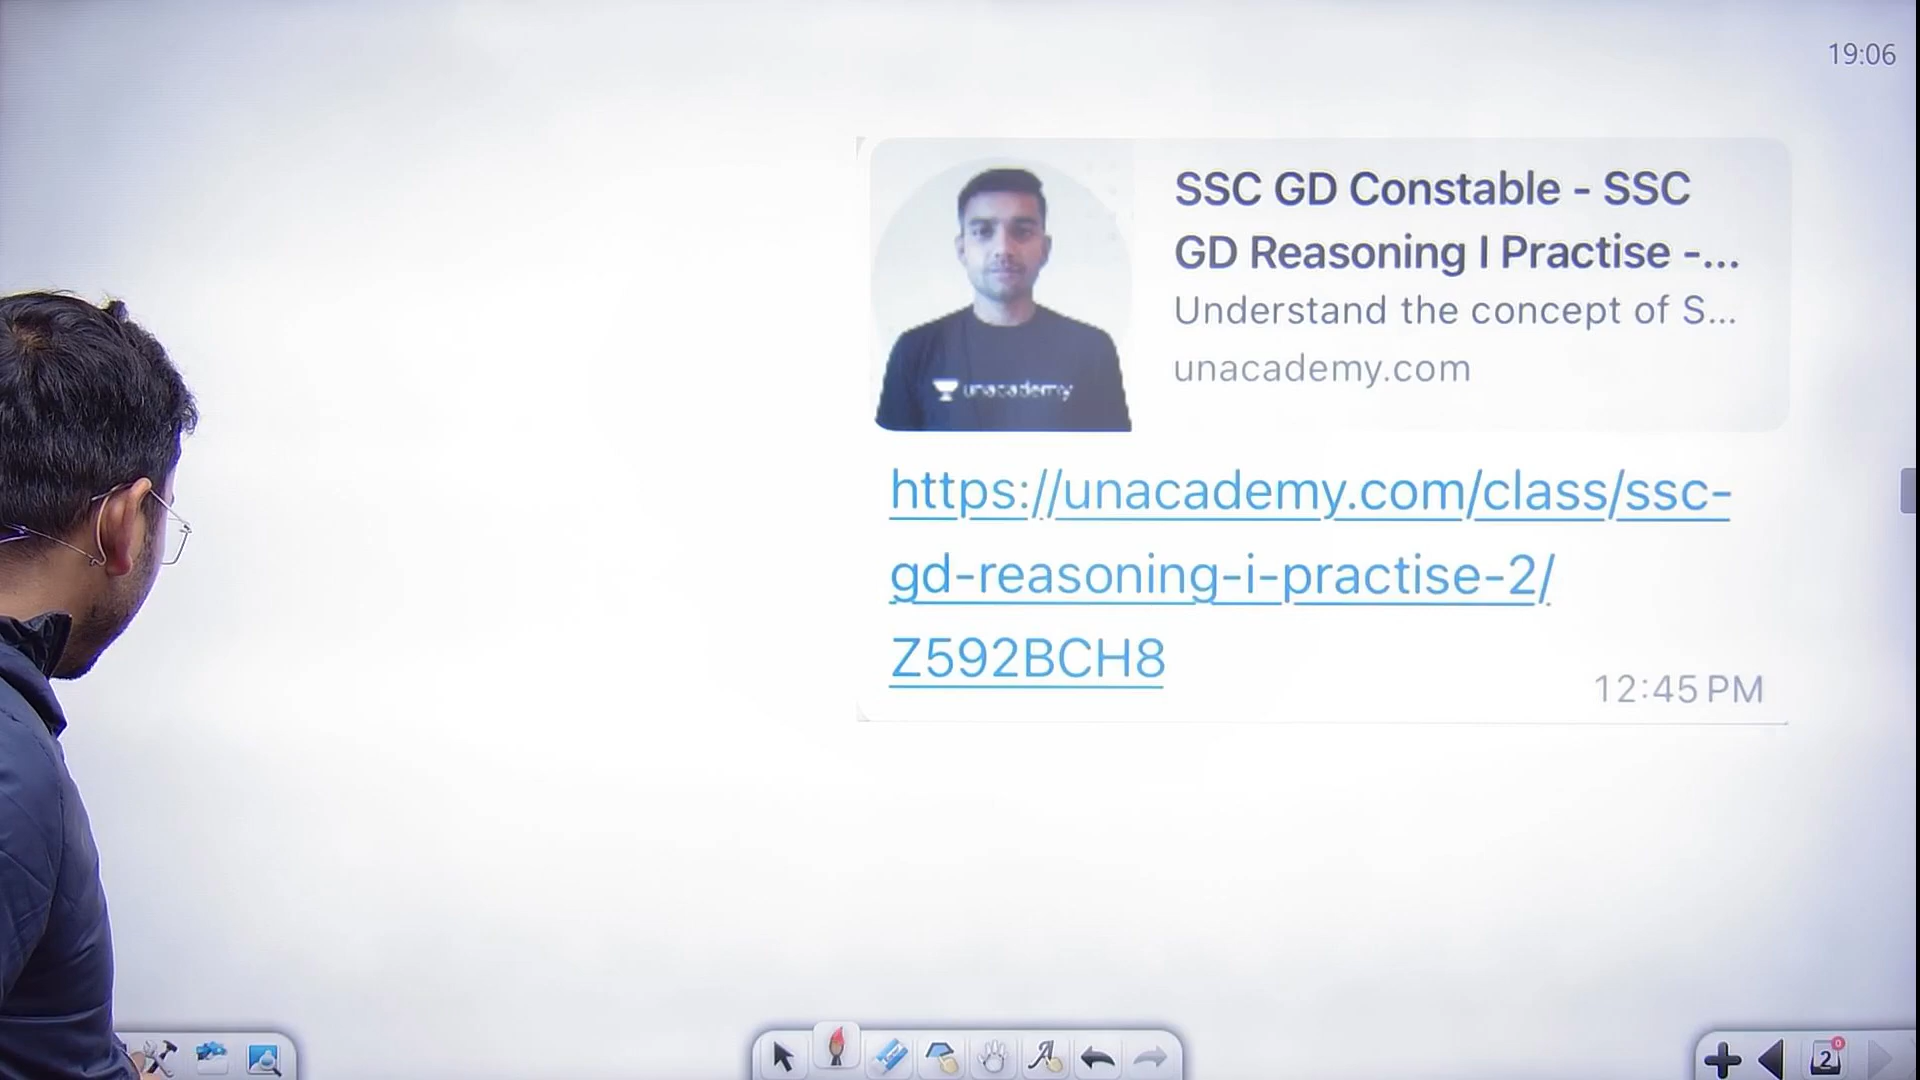 19:06
SSC GD Constable - SSC
GD Reasoning I Practise -...
Understand the concept of S...
unacademy.com
unacademy
https://unacademy.com/class/ssc-
gd-reasoning-i-practise-2/
Z592BCH8
12:45 PM
2
0